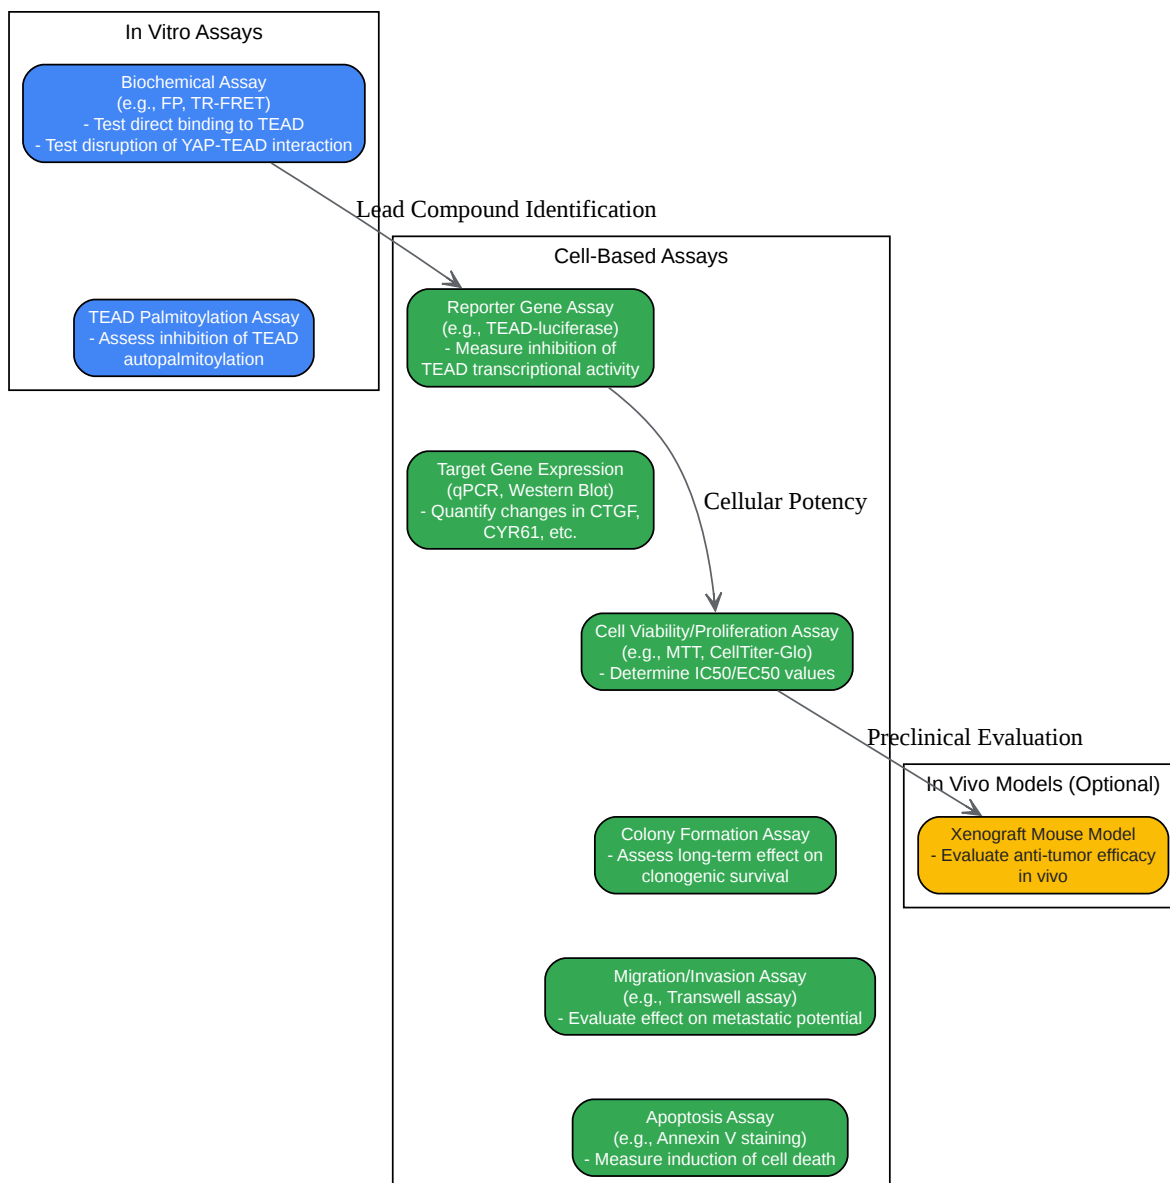 In Vitro Assays
Biochemical Assay
(e.g., FP, TR-FRET)
- Test direct binding to TEAD
- Test disruption of YAP-TEAD interaction
Lead Compound Identification
TEAD Palmitoylation Assay
- Assess inhibition of TEAD
autopalmitoylation
Cell-Based Assays
Reporter Gene Assay
(e.g., TEAD-luciferase)
- Measure inhibition of
TEAD transcriptional activity
Target Gene Expression
(qPCR, Western Blot)
- Quantify changes in CTGF,
CYR61, etc.
Cellular Potency
Cell Viability/Proliferation Assay
(e.g., MTT, CellTiter-Glo)
- Determine IC50/EC50 values
Preclinical Evaluation
In Vivo Models (Optional)
Xenograft Mouse Model
- Evaluate anti-tumor efficacy
in vivo
Colony Formation Assay
- Assess long-term effect on
clonogenic survival
Migration/Invasion Assay
(e.g., Transwell assay)
- Evaluate effect on metastatic potential
Apoptosis Assay
(e.g., Annexin V staining)
- Measure induction of cell death